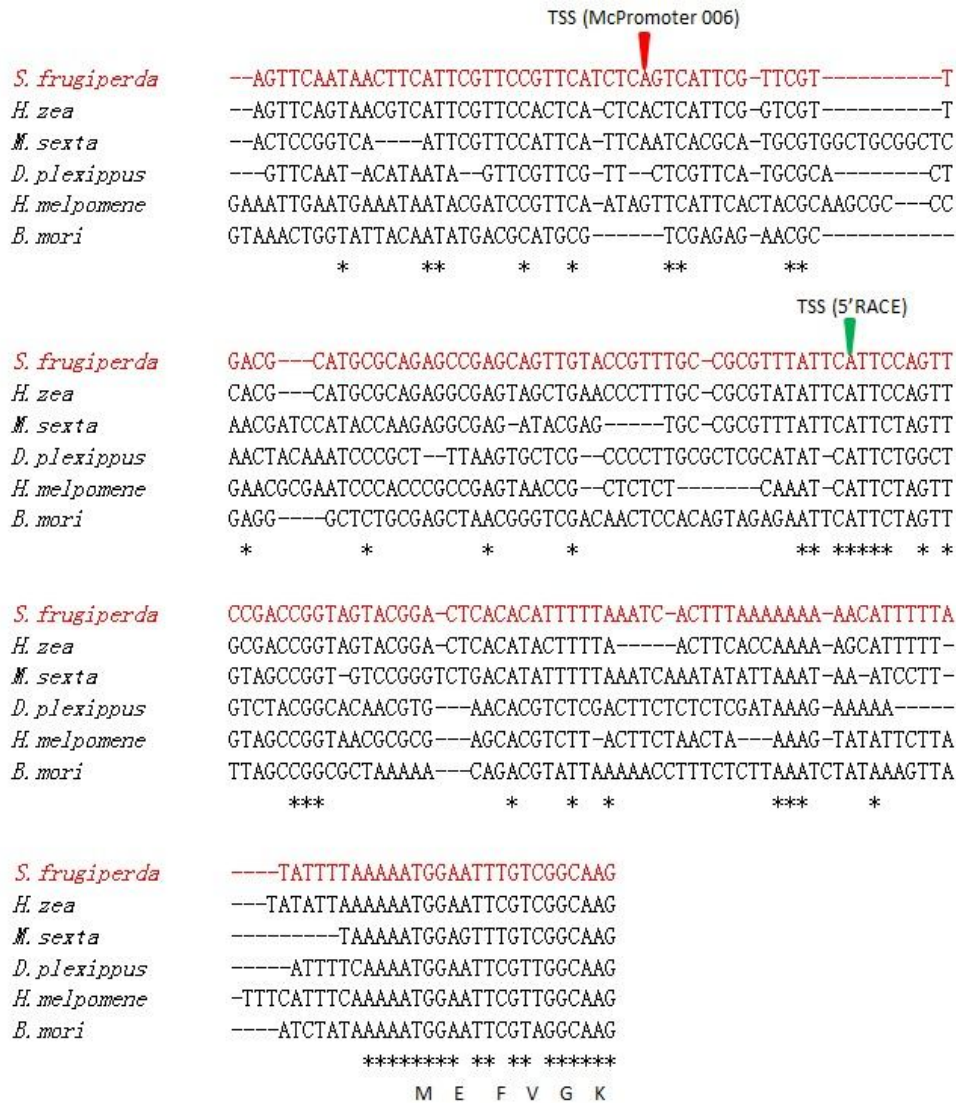 TSS (McPromoter 006)
S. frugiperda --AGTTCAATAACTTCATTCGTTCCGTTCATCTCAGTCATTCG-TTCGT----------T
H. zea --AGTTCAGTAACGTCATTCGTTCCACTCA-CTCACTCATTCG-GTCGT----------T
M. sexta --ACTCCGGTCA----ATTCGTTCCATTCA-TTCAATCACGCA-TGCGTGGCTGCGGCTC
D. plexippus ---GTTCAAT-ACATAATA-GTTCGTTCG-TT--CTCGTTCA-TGCGCA-------CT
H. melpomene GAAATTGAATGAAATAATACGATCCGTTCA-ATAGTTCATTCACTACGCAAGCGC---CC
B. mori GTAAACTGGTATTACAATATGACGCATGCG------TCGAGAG-AACGC-----------
* ** * * ** **
TSS (5'RACE)
S. frugiperda GACG---CATGCGCAGAGCCGAGCAGTTGTACCGTTTGC-CGCGTTTATTCATTCCAGTT
H. zea CACG---CATGCGCAGAGGCGAGTAGCTGAACCCTTTGC-CGCGTATATTCATTCCAGTT
M. sexta AACGATCCATACCAAGAGGCGAG-ATACGAG-----TGC-CGCGTTTATTCATTCTAGTT
D. plexippus AACTACAAATCCCGCT--TTAAGTGCTCG-CCCCTTGCGCTCGCATAT-CATTCTGGCT
H. melpomene GAACGCGAATCCCACCCGCCGAGTAACCG--CTCTCT-------CAAAT-CATTCTAGTT
B. mori GAGG----GCTCTGCGAGCTAACGGGTCGACAACTCCACAGTAGAGAATTCATTCTAGTT
* * * * ** ***** * *
S. frugiperda CCGACCGGTAGTACGGA-CTCACACATTTTTAAATC-ACTTTAAAAAAA-AACATTTTTA
H. zea GCGACCGGTAGTACGGA-CTCACATACTTTTA-----ACTTCACCAAAA-AGCATTTTT-
M. sexta GTAGCCGGT-GTCCGGGTCTGACATATTTTTAAATCAAATATATTAAAT-AA-ATCCTT-
D. plexippus GTCTACGGCACAACGTG---AACACGTCTCGACTTCTCTCTCGATAAAG-AAAAA-----
H. melpomene GTAGCCGGTAACGCGCG---AGCACGTCTT-ACTTCTAACTA---AAAG-TATATTCTTA
B. mori TTAGCCGGCGCTAAAAA---CAGACGTATTAAAAACCTTTCTCTTAAATCTATAAAGTTA
*** * * * *** *
S. frugiperda ----TATTTTAAAAATGGAATTTGTCGGCAAG
H. zea ---TATATTAAAAAATGGAATTCGTCGGCAAG
M. sexta ---------TAAAAATGGAGTTTGTCGGCAAG
D. plexippus -----ATTTTCAAAATGGAATTCGTTGGCAAG
H. melpomene -TTTCATTTCAAAAATGGAATTCGTTGGCAAG
B. mori ----ATCTATAAAAATGGAATTCGTAGGCAAG
******** ** ** ******
M E F V G K